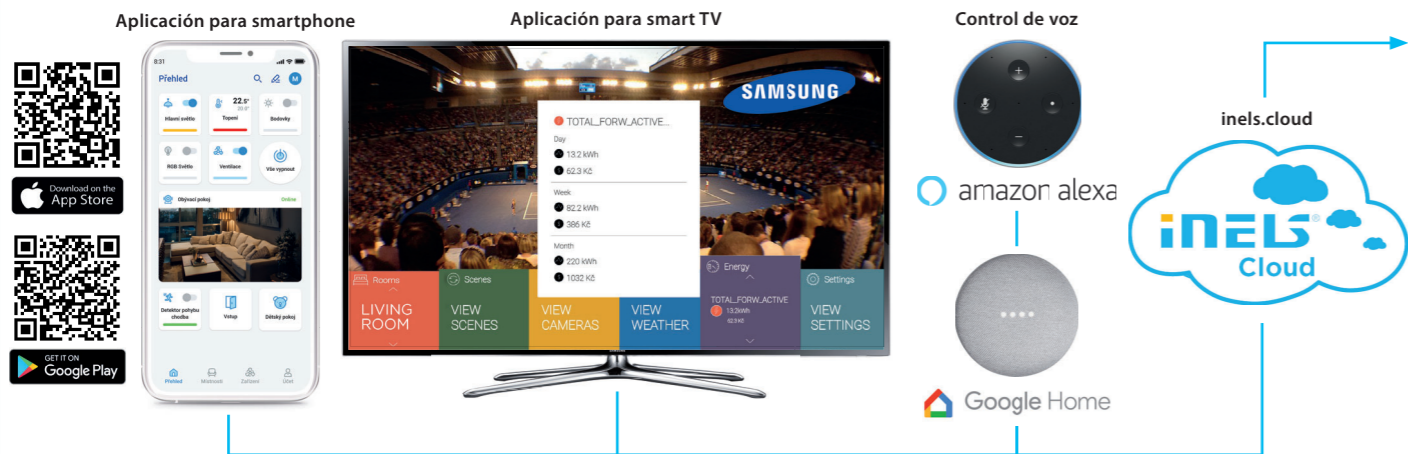 Aplicación para smartphone
Download on the
App Store
GET IT ON
Google Play
8:31
Přehled
M
Hlavní světlo
22.5°
Topení
Bodovky
RGB Světlo
Ventilace
Vše vypnout
Obývací pokoj
Online
Detektor pohybu
chodba
Vstup
Dětský pokoj
Přehled
Místnosti
Zařízení
Účet
Aplicación para smart TV
SAMSUNG
TOTAL_FORW_ACTIVE...
Day
13.2 kWh
62.3 Kč
Week
82.2 kWh
386 Kč
Month
220 kWh
1032 Kč
Rooms
LIVING
ROOM
Scenes
VIEW
SCENES
VIEW
CAMERAS
VIEW
WEATHER
Energy
TOTAL_FORW_ACTIVE
13.2kWh
62.3 Kč
Settings
VIEW
SETTINGS
Control de voz
amazon alexa
Google Home
inels.cloud
iNELS®
Cloud